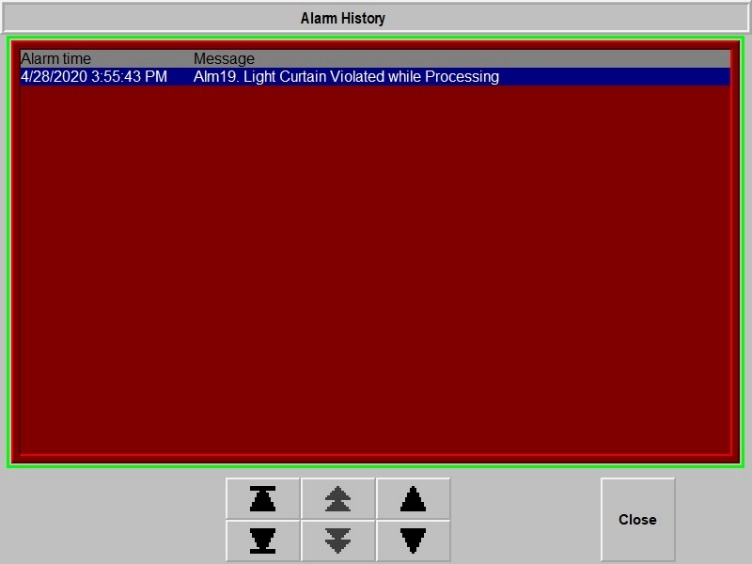 Alarm History
Alarm time Message
4/28/2020 3:55:43 PM Alm19. Light Curtain Violated while Processing
Close